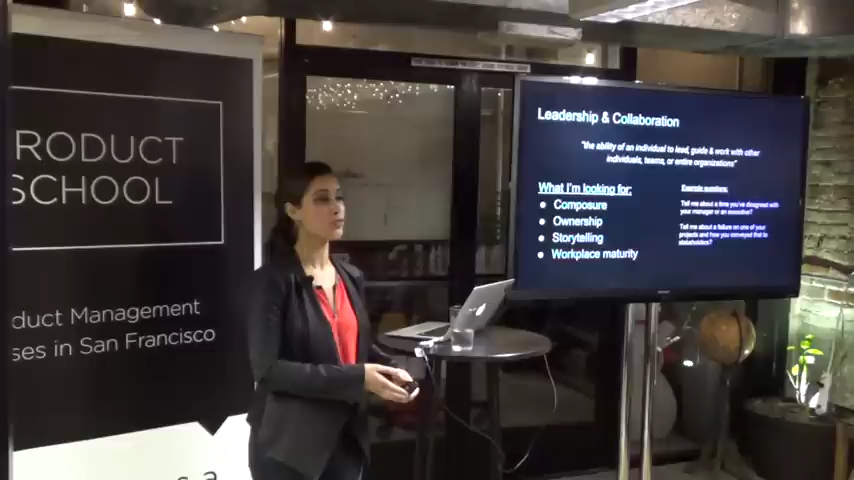 RODUCT
SCHOOL
duct Management
ses in San Francisco
Leadership & Collaboration
"the ability of an individual to lead, guide & work with other
individuals, teams, or entire organizations"
What I'm looking for:
Composure
Ownership
Storytelling
Workplace maturity
Example questions:
Tell me about a time you've disagreed with
your manager or an executive?
Tell me about a failure on one of your
projects and how you conveyed that to
stakeholders?